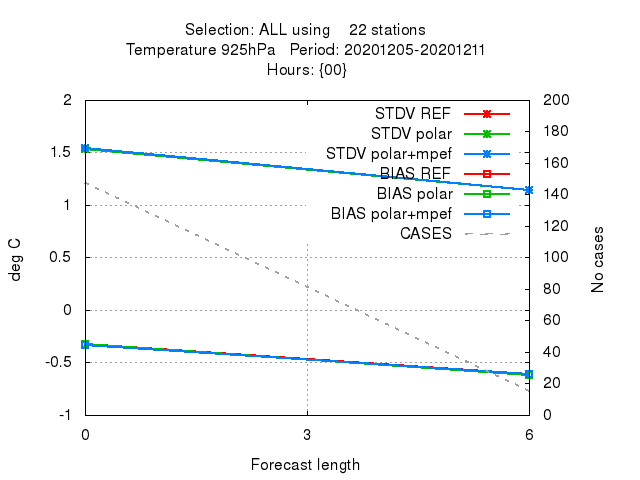 Selection: ALL using 22 stations
Temperature 925hPa Period: 20201205-20201211
Hours: {00}
2 200
STDV REF 180
STDV polar
1.5 STDV polar+mpef 160
BIAS REF
BIAS polar 140
1 BIAS polar+mpef 120
CASES
0.5 100
80
0 60
-0.5 40
20
-1 0
0 3 6
deg C
No cases
Forecast length